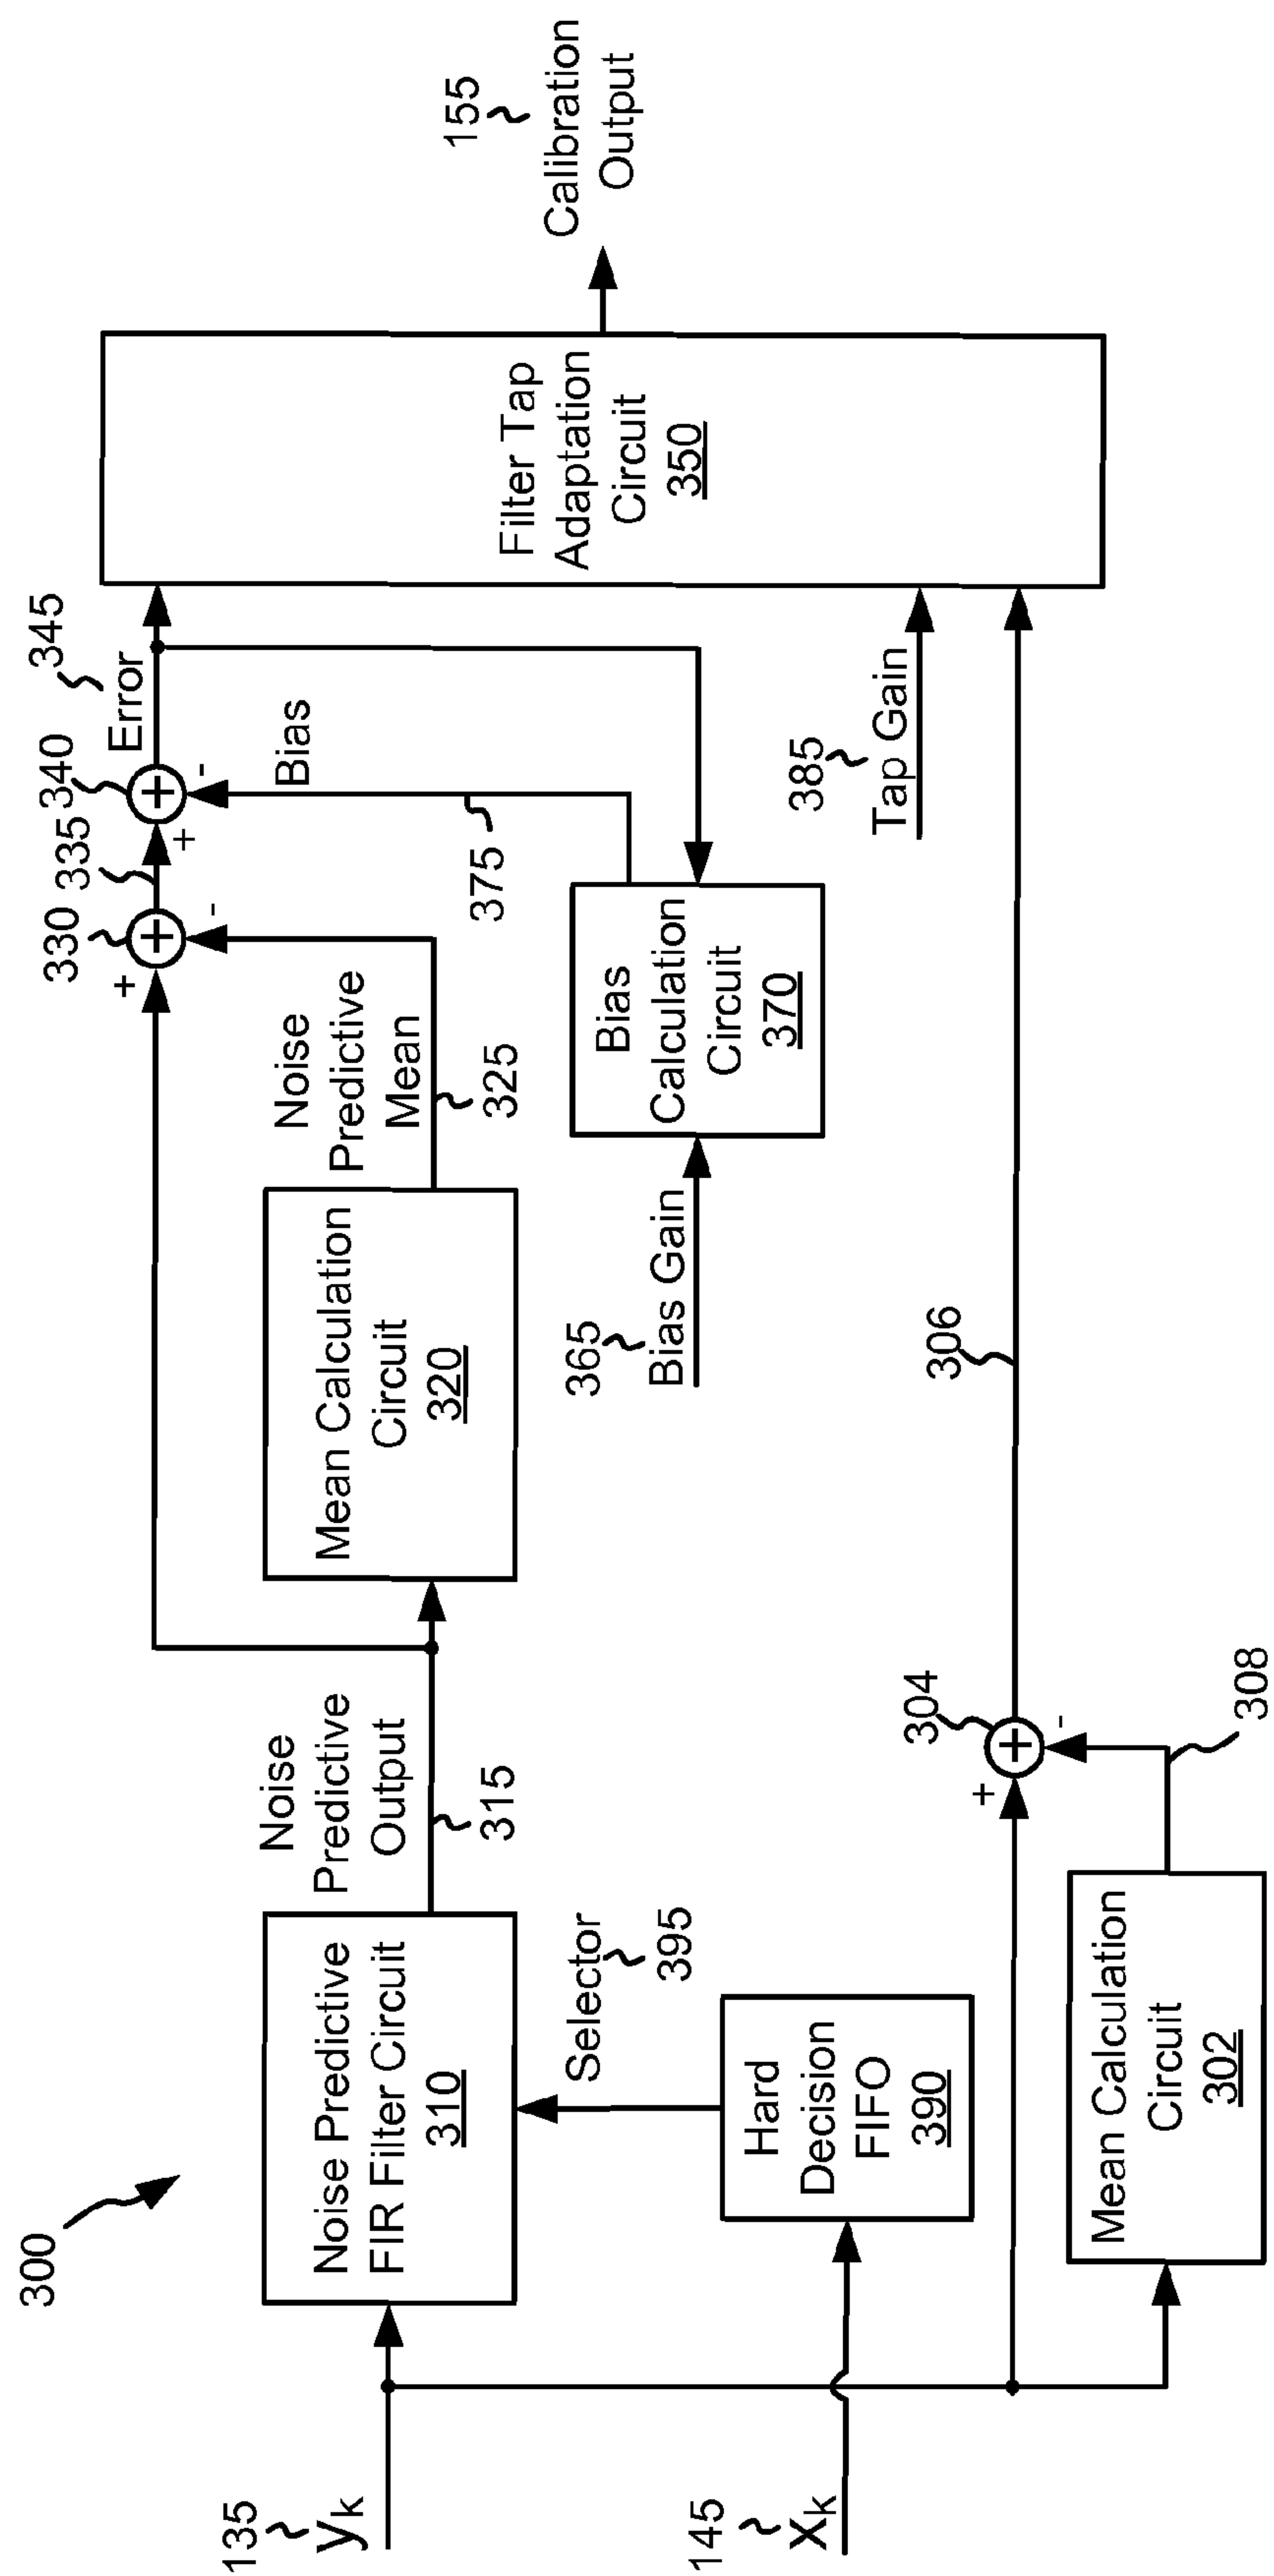 300
135
yk
145
xk
Noise Predictive
FIR Filter Circuit
310
Selector
395
Hard
Decision
FIFO
390
Mean Calculation
Circuit
302
308
304
+
+
-
306
Noise
Predictive
Output
315
Mean Calculation
Circuit
320
Noise
Predictive
Mean
325
330
+
+
-
335
340
+
+
-
Error
345
Bias
375
Bias
Calculation
Circuit
370
365
Bias Gain
385
Tap Gain
Filter Tap
Adaptation
Circuit
350
155
Calibration
Output